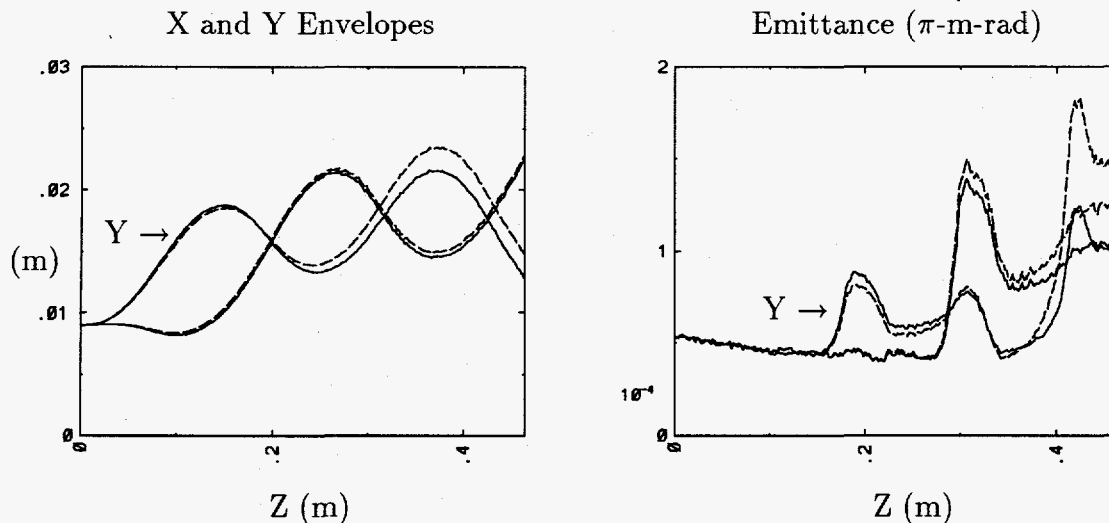 X and Y Envelopes
.03
.02
Y →
(m)
.01
0
0 .2 .4
Z (m)
Emittance (π-m-rad)
2
1
Y →
10⁻⁴
0
0 .2 .4
Z (m)